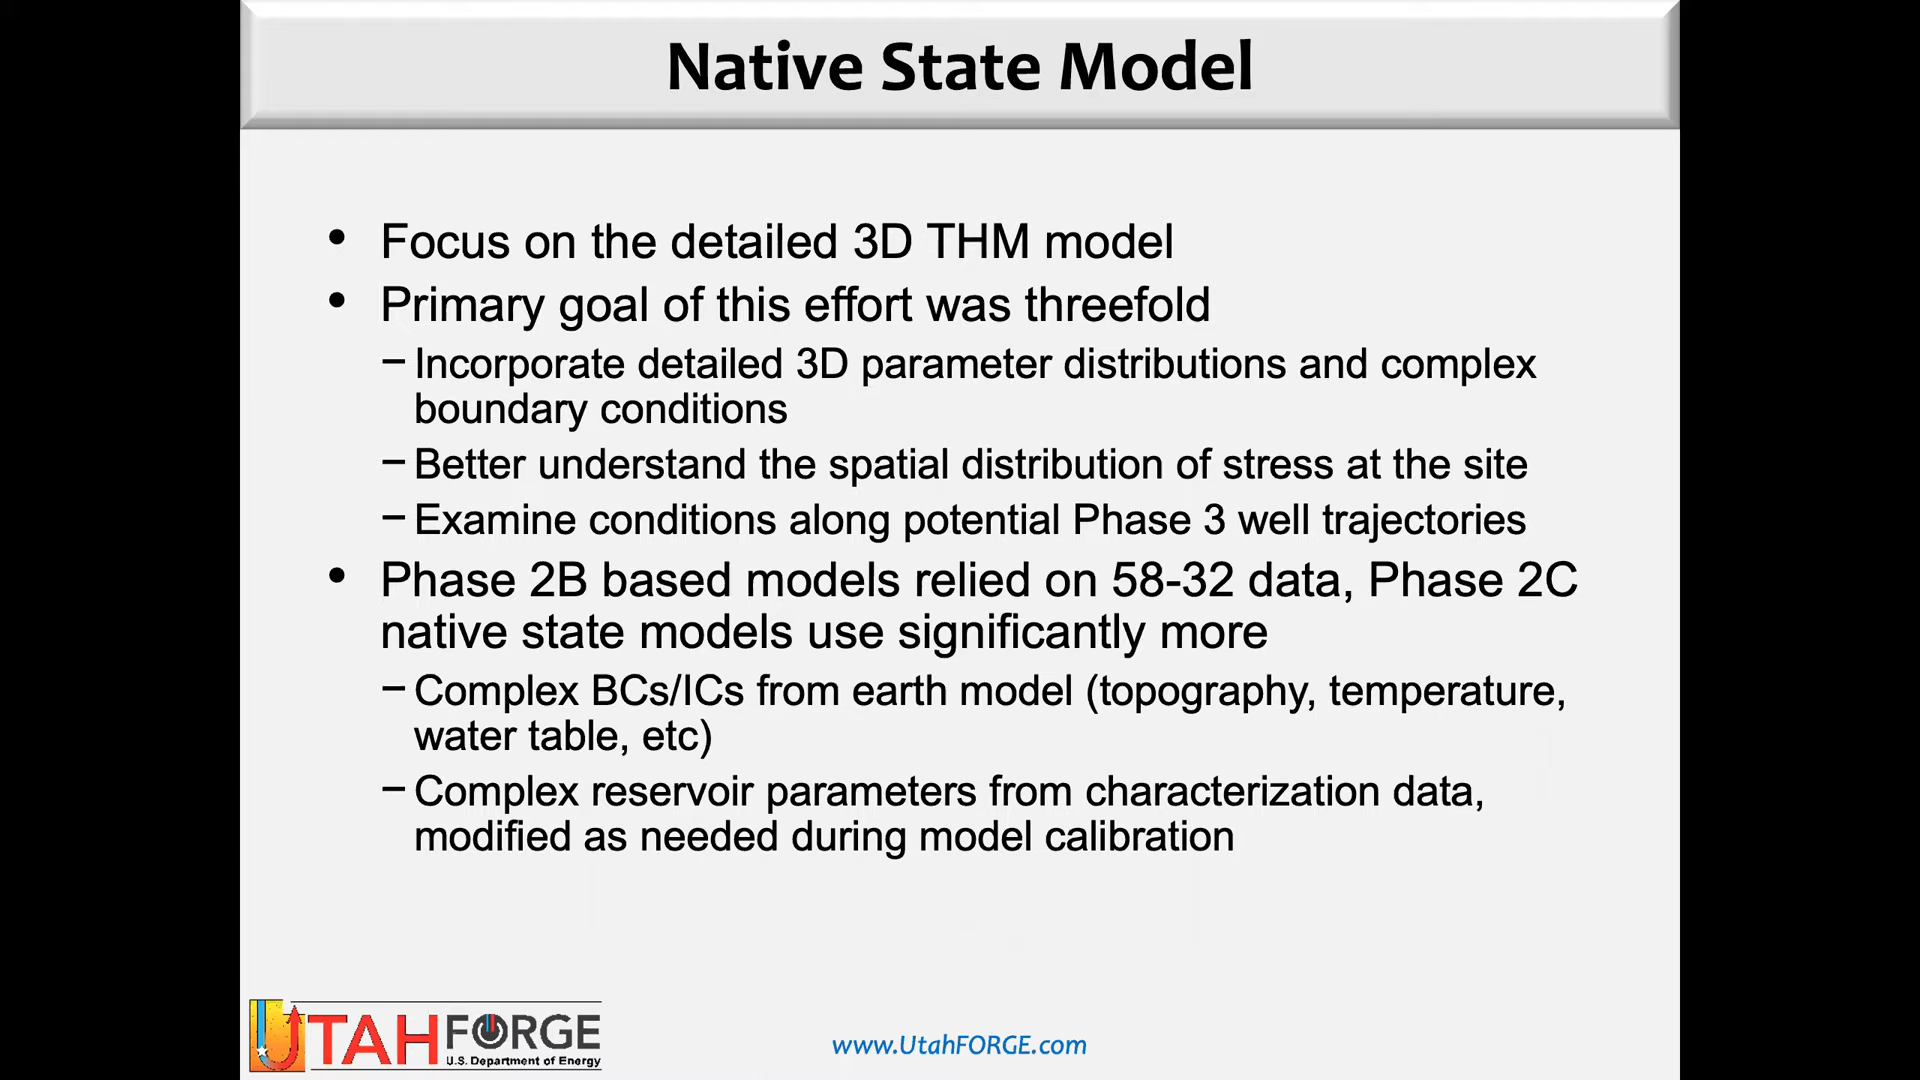 Native State Model
• Focus on the detailed 3D THM model
• Primary goal of this effort was threefold
– Incorporate detailed 3D parameter distributions and complex
boundary conditions
– Better understand the spatial distribution of stress at the site
– Examine conditions along potential Phase 3 well trajectories
• Phase 2B based models relied on 58-32 data, Phase 2C
native state models use significantly more
– Complex BCs/ICs from earth model (topography, temperature,
water table, etc)
– Complex reservoir parameters from characterization data,
modified as needed during model calibration
UTAH FORGE
U.S. Department of Energy
www.UtahFORGE.com